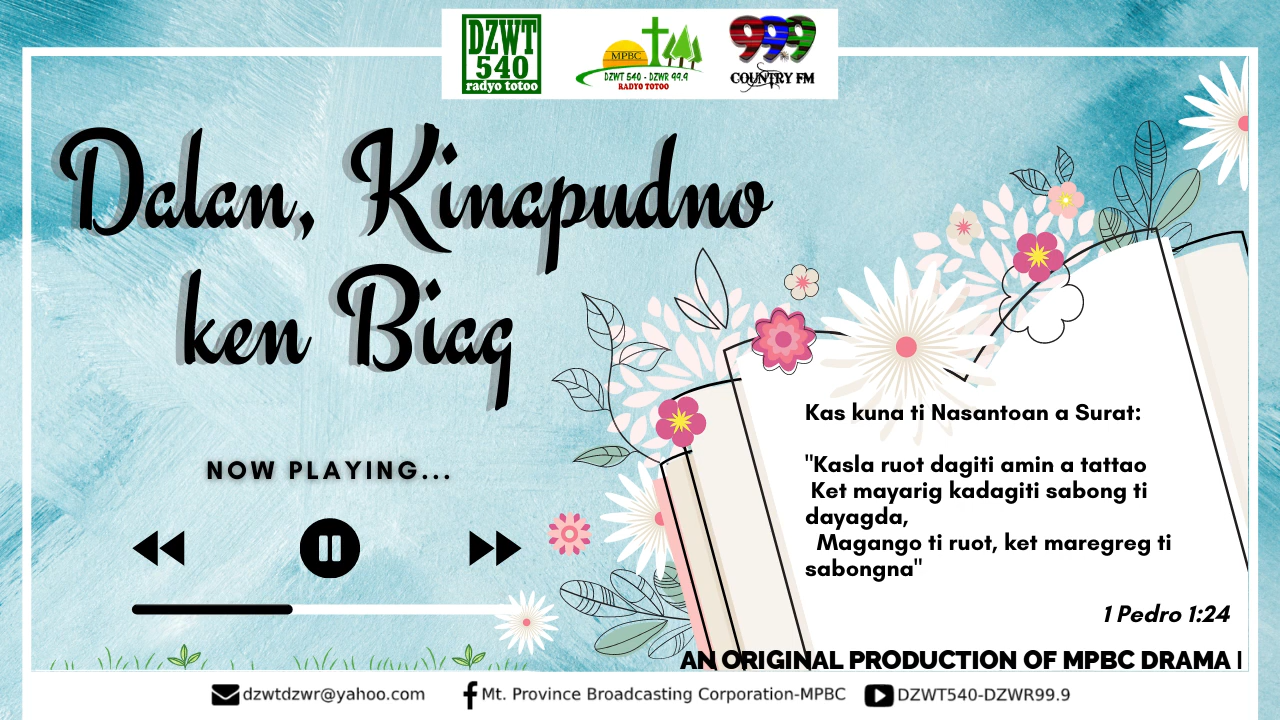 DZWT
540
radyo totoo
MPBC
DZWT 540 - DZWR 99.9
RADYO TOTOO
99.9
COUNTRY FM
Dalan, Kinapudno
ken Biag
NOW PLAYING...
Kas kuna ti Nasantoan a Surat:
"Kasla ruot dagiti amin a tattao
Ket mayarig kadagiti sabong ti
dayagda,
Magango ti ruot, ket maregreg ti
sabongna"
1 Pedro 1:24
AN ORIGINAL PRODUCTION OF MPBC DRAMA
dzwtdzwr@yahoo.com
Mt. Province Broadcasting Corporation-MPBC
DZWT540-DZWR99.9